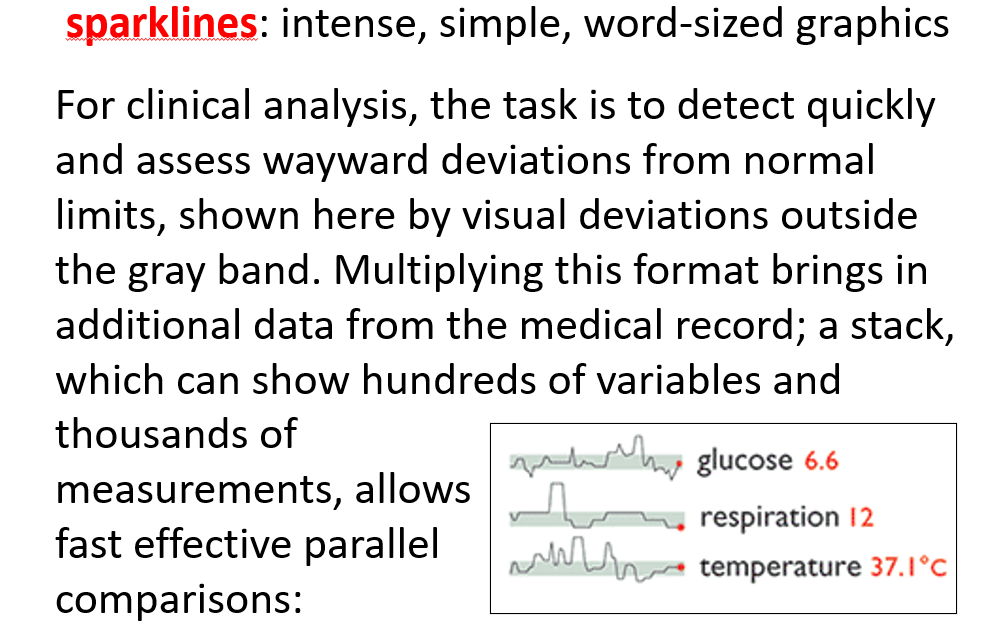 sparklines: intense, simple, word-sized graphics
For clinical analysis, the task is to detect quickly
and assess wayward deviations from normal
limits, shown here by visual deviations outside
the gray band. Multiplying this format brings in
additional data from the medical record; a stack,
which can show hundreds of variables and
thousands of
measurements, allows
fast effective parallel
comparisons:
glucose 6.6
respiration 12
temperature 37.1°C